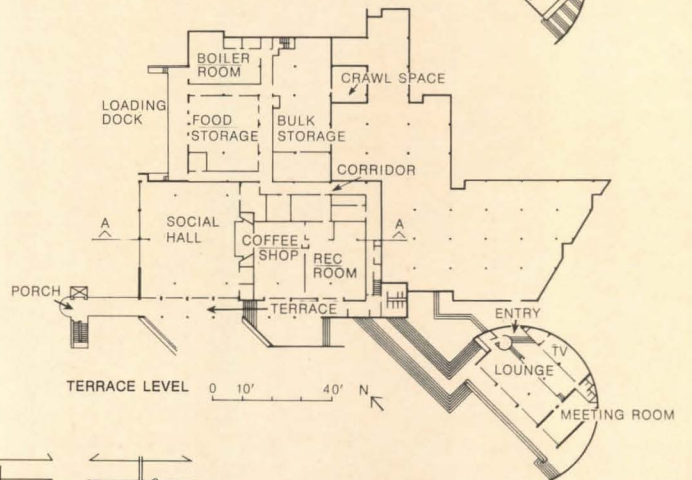 BOILER
ROOM
CRAWL SPACE
LOADING
DOCK
FOOD
STORAGE
BULK
STORAGE
CORRIDOR
A
SOCIAL
HALL
COFFEE
SHOP
A
REC
ROOM
PORCH
TERRACE
ENTRY
TV
LOUNGE
TERRACE LEVEL
0 10' 40' N
MEETING ROOM